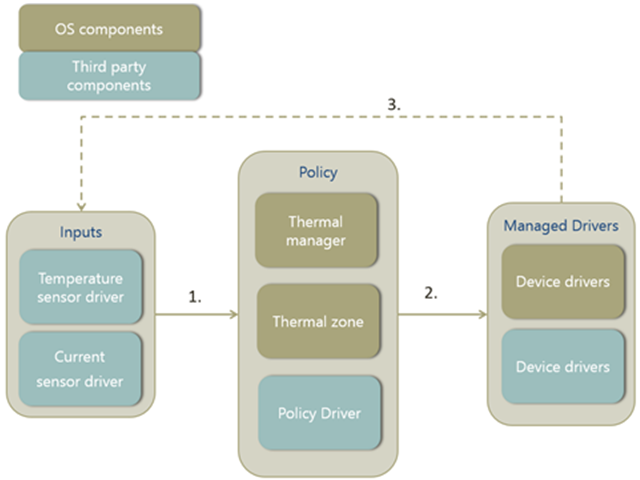 OS components
Third party
components
3.
Policy
Thermal
manager
Inputs
Managed Drivers
Temperature
sensor driver
Device drivers
1.
2.
Thermal zone
Current
sensor driver
Device drivers
Policy Driver